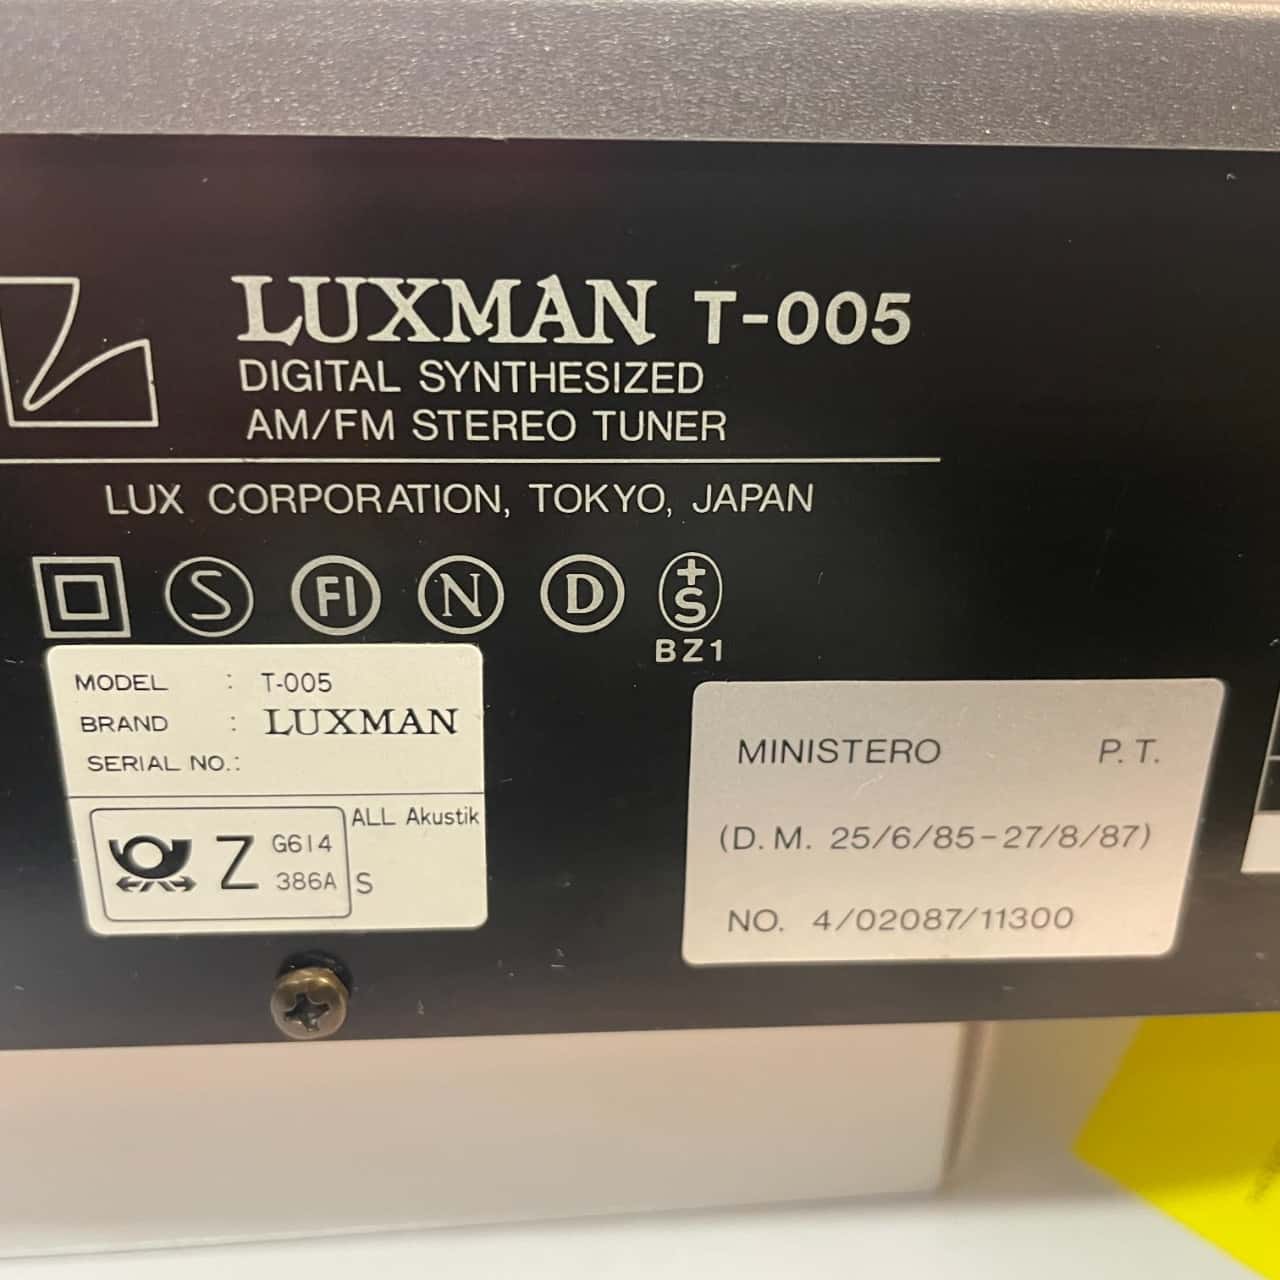 LUXMAN T-005
DIGITAL SYNTHESIZED
AM/FM STEREO TUNER
LUX CORPORATION, TOKYO, JAPAN
S FI N D +S
BZ1
MODEL : T-005
BRAND : LUXMAN
SERIAL NO.:
ALL Akustik
Z G614
386A S
MINISTERO P. T.
(D. M. 25/6/85-27/8/87)
NO. 4/02087/11300